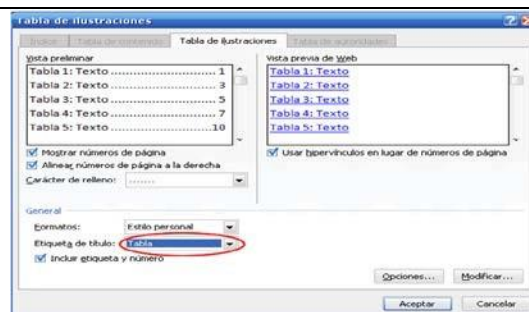 Tabla de ilustraciones
Índice Tabla de contenido Tabla de ilustraciones Tabla de autoridades
Vista preliminar
Tabla 1: Texto ........................... 1
Tabla 2: Texto ........................... 3
Tabla 3: Texto ........................... 5
Tabla 4: Texto ........................... 7
Tabla 5: Texto ........................... 10
Vista previa de Web
Tabla 1: Texto
Tabla 2: Texto
Tabla 3: Texto
Tabla 4: Texto
Tabla 5: Texto
Mostrar números de página
Alinear números de página a la derecha
Carácter de relleno: .......
Usar hipervínculos en lugar de números de página
General
Formatos: Estilo personal
Etiqueta de título: Tabla
Incluir etiqueta y número
Opciones... Modificar...
Aceptar Cancelar